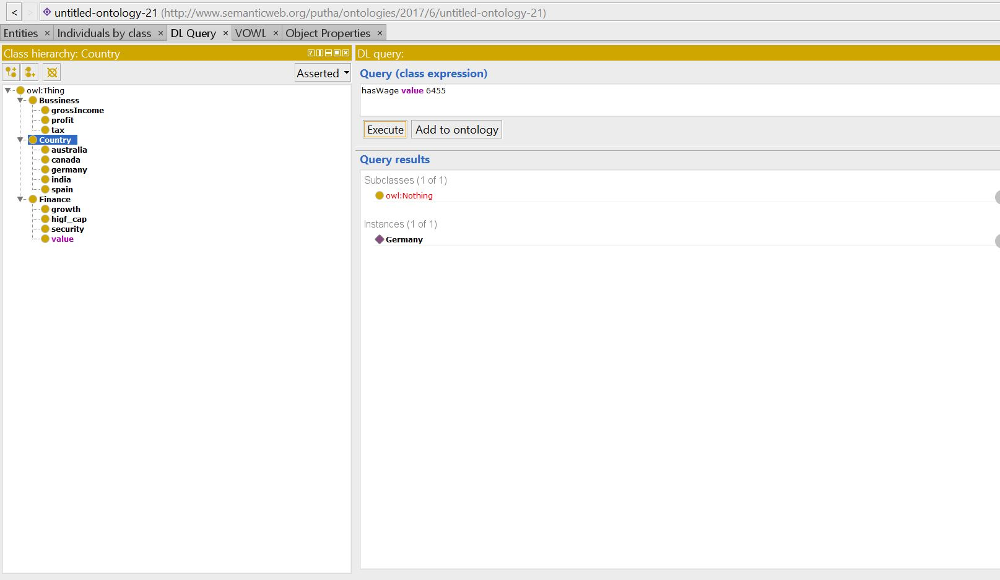 < > untitled-ontology-21 (http://www.semanticweb.org/putha/ontologies/2017/6/untitled-ontology-21)
Entities × Individuals by class × DL Query × VOWL × Object Properties ×
Class hierarchy: Country
Asserted
owl:Thing
Bussiness
grossIncome
profit
tax
Country
australia
canada
germany
india
spain
Finance
growth
higf_cap
security
value
DL query:
Query (class expression)
hasWage value 6455
Execute Add to ontology
Query results
Subclasses (1 of 1)
owl:Nothing
Instances (1 of 1)
Germany